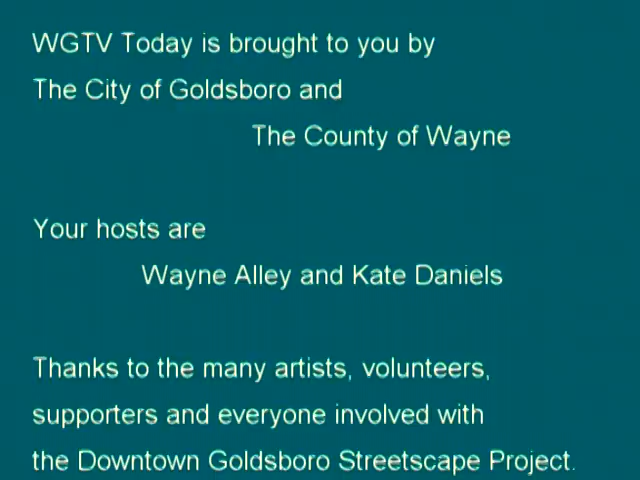 WGTV Today is brought to you by
The City of Goldsboro and
The County of Wayne
Your hosts are
Wayne Alley and Kate Daniels
Thanks to the many artists, volunteers,
supporters and everyone involved with
the Downtown Goldsboro Streetscape Project.